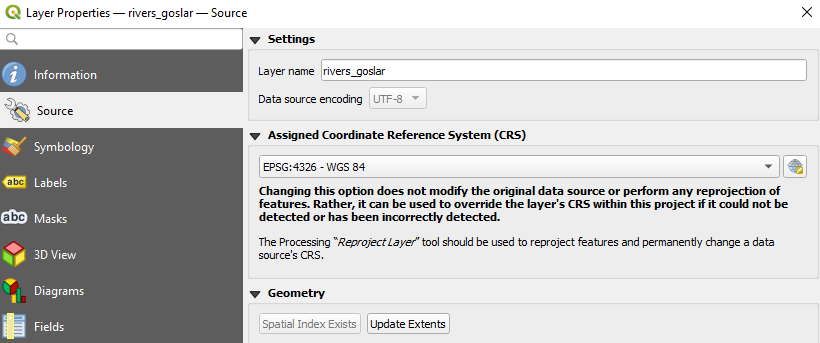 Layer Properties — rivers_goslar — Source
Information
Source
Symbology
Labels
Masks
3D View
Diagrams
Fields
Settings
Layer name rivers_goslar
Data source encoding UTF-8
Assigned Coordinate Reference System (CRS)
EPSG:4326 - WGS 84
Changing this option does not modify the original data source or perform any reprojection of
features. Rather, it can be used to override the layer's CRS within this project if it could not be
detected or has been incorrectly detected.
The Processing “Reproject Layer” tool should be used to reproject features and permanently change a data
source's CRS.
Geometry
Spatial Index Exists Update Extents
abc
abc